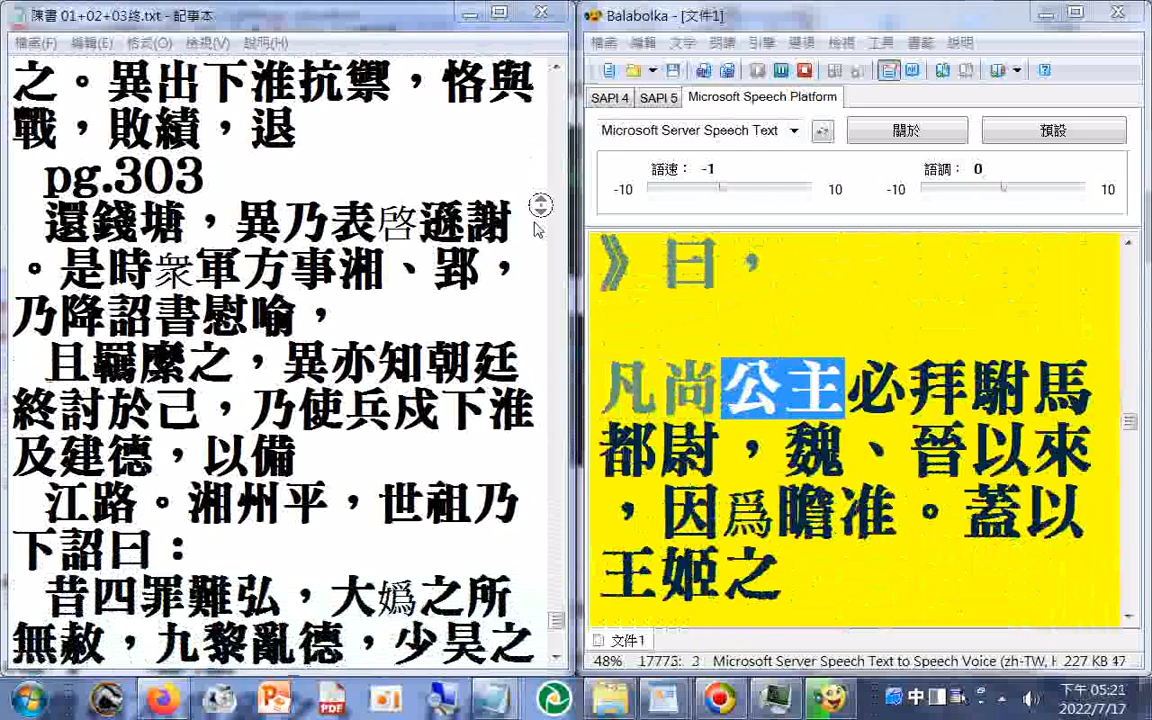 陳書 01+02+03終.txt - 記事本
檔案(F) 編輯(E) 格式(O) 檢視(V) 說明(H)
之。異出下淮抗禦，恪與
戰，敗績，退
pg.303
還錢塘，異乃表啓遜謝
。是時衆軍方事湘、郢，
乃降詔書慰喻，
且羈縻之，異亦知朝廷
終討於己，乃使兵戍下淮
及建德，以備
江路。湘州平，世祖乃
下詔曰：
昔四罪難弘，大嬀之所
無赦，九黎亂德，少昊之
Balabolka - [文件1]
檔案 編輯 文字 朗讀 引擎 選項 檢視 工具 書籤 說明
SAPI 4 SAPI 5 Microsoft Speech Platform
Microsoft Server Speech Text 關於 預設
語速： -1 語調： 0
-10 10 -10 10
》曰，
凡尚公主必拜駙馬
都尉，魏、晉以來
，因爲瞻准。蓋以
王姬之
文件1
48% 17773: 3 Microsoft Server Speech Text to Speech Voice (zh-TW, H 227 KB 47
中
下午 05:21
2022/7/17